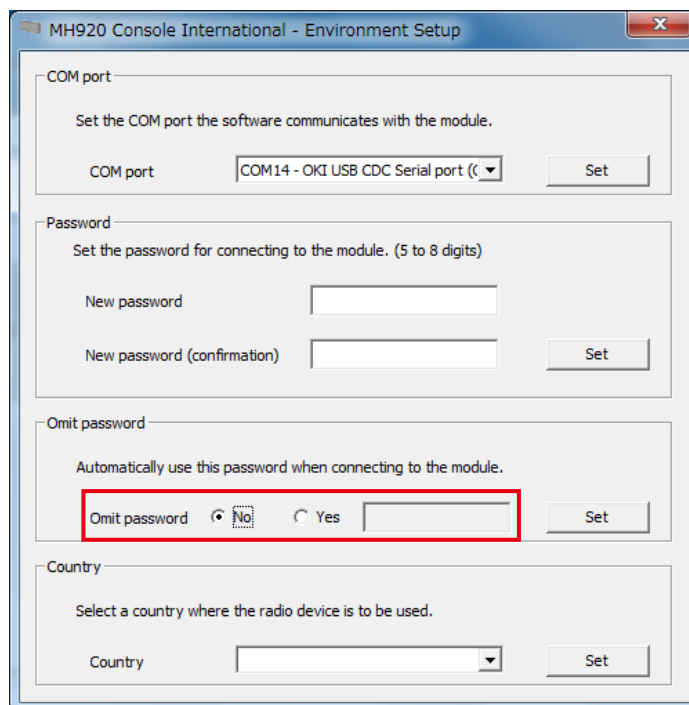 MH920 Console International - Environment Setup
COM port
Set the COM port the software communicates with the module.
COM port COM14 - OKI USB CDC Serial port (C Set
Password
Set the password for connecting to the module. (5 to 8 digits)
New password
New password (confirmation) Set
Omit password
Automatically use this password when connecting to the module.
Omit password No Yes Set
Country
Select a country where the radio device is to be used.
Country Set